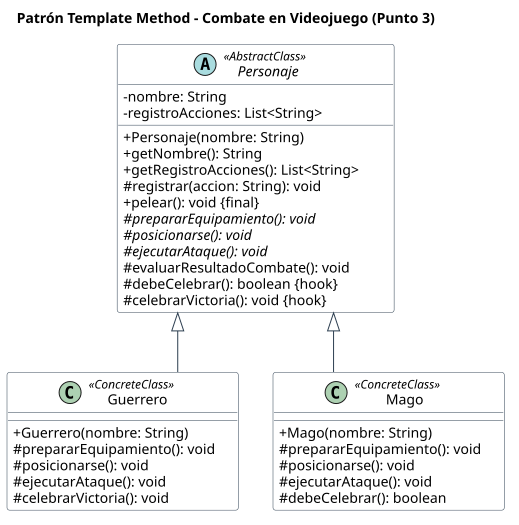 Patrón Template Method - Combate en Videojuego (Punto 3)
A
«AbstractClass»
Personaje
-nombre: String
-registroAcciones: List<String>
+Personaje(nombre: String)
+getNombre(): String
+getRegistroAcciones(): List<String>
#registrar(accion: String): void
+pelear(): void {final}
#prepararEquipamiento(): void
#posicionarse(): void
#ejecutarAtaque(): void
#evaluarResultadoCombate(): void
#debeCelebrar(): boolean {hook}
#celebrarVictoria(): void {hook}
C
«ConcreteClass»
Guerrero
+Guerrero(nombre: String)
#prepararEquipamiento(): void
#posicionarse(): void
#ejecutarAtaque(): void
#celebrarVictoria(): void
C
«ConcreteClass»
Mago
+Mago(nombre: String)
#prepararEquipamiento(): void
#posicionarse(): void
#ejecutarAtaque(): void
#debeCelebrar(): boolean